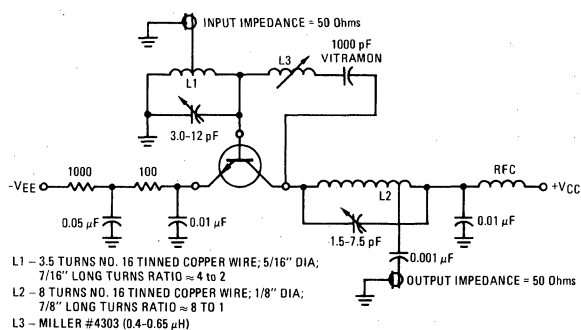 INPUT IMPEDANCE = 50 Ohms
1000 pF
VITRAMON
L3
L1
3.0-12 pF
1000
100
RFC
-VEE
+VCC
L2
0.05 µF
0.01 µF
1.5-7.5 pF
0.01 µF
0.001 µF
OUTPUT IMPEDANCE = 50 Ohms
L1 – 3.5 TURNS NO. 16 TINNED COPPER WIRE; 5/16" DIA;
7/16" LONG TURNS RATIO ≈ 4 to 2
L2 – 8 TURNS NO. 16 TINNED COPPER WIRE; 1/8" DIA;
7/8" LONG TURNS RATIO ≈ 8 TO 1
L3 – MILLER #4303 (0.4-0.65 µH)